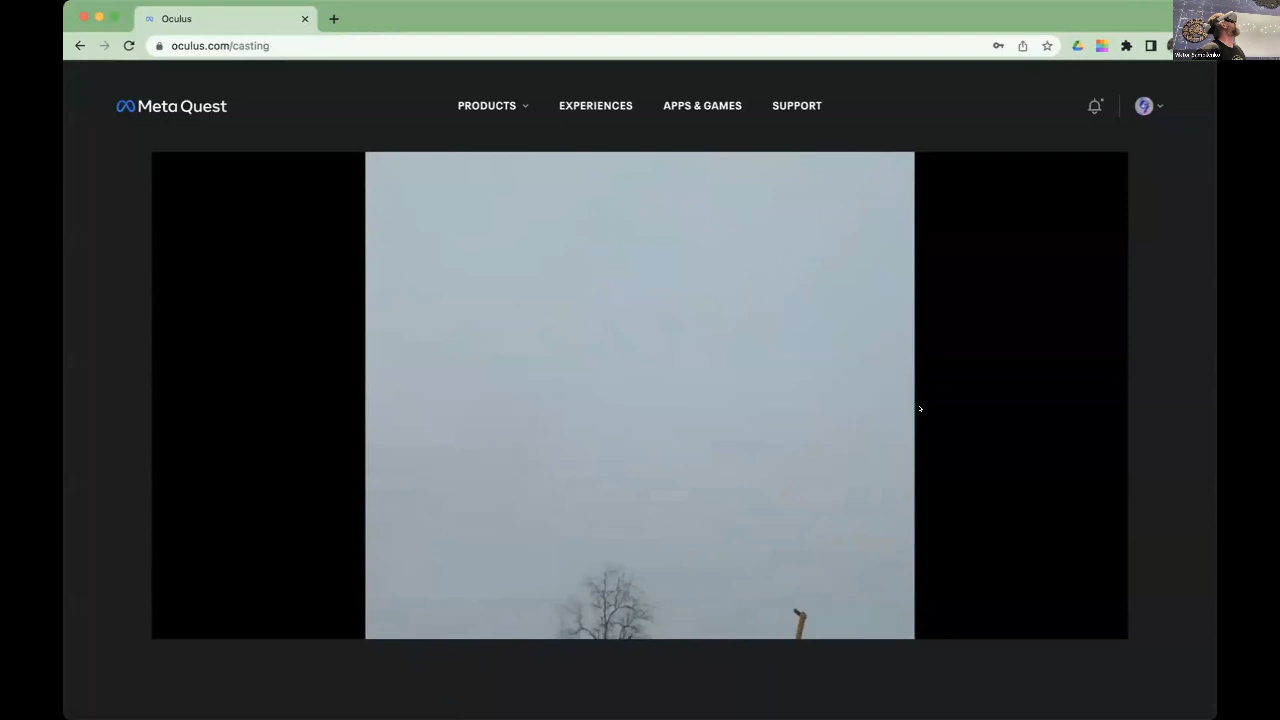 Oculus
oculus.com/casting
Meta Quest
PRODUCTS
EXPERIENCES
APPS & GAMES
SUPPORT